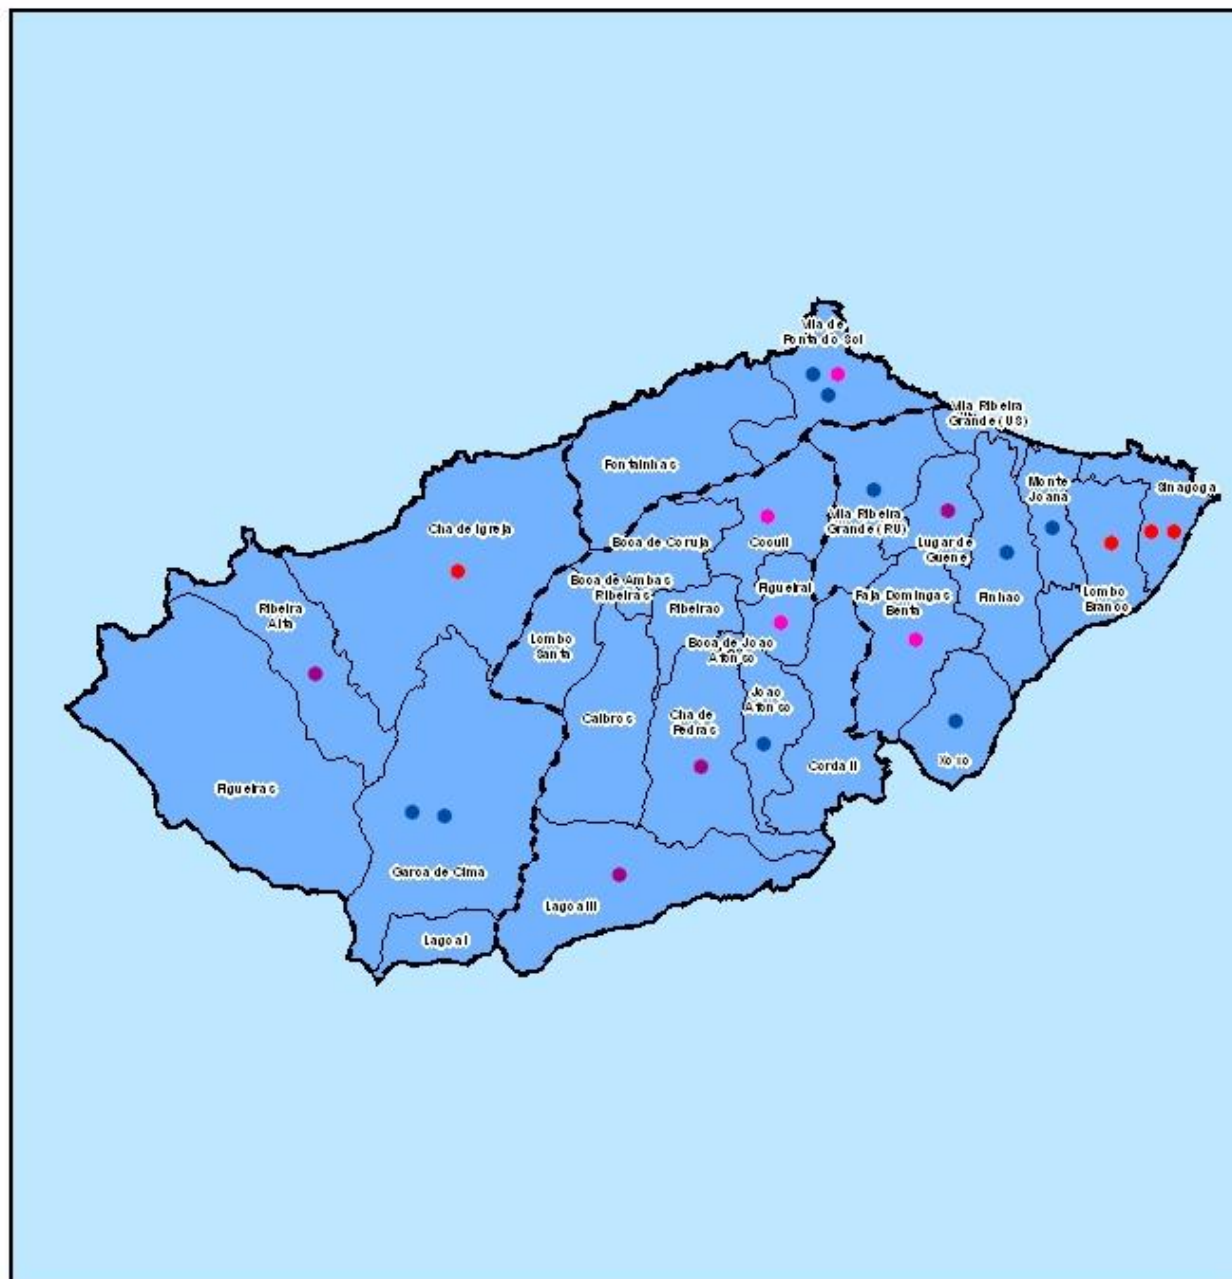 Vila de
Ponta do Sol
Vila Ribeira
Grande (US)
Fontainhas
Monte
Joana
Sinagoga
Cha de Igreja
Vila Ribeira
Grande (RU)
Boca de Coruja
Coculi
Lugar de
Guene
Boca de Ambas
Ribeiras
Figueiral
Ribeira
Alta
Ribeirao
Faja Domingas
Benta
Pinhao
Lombo
Branco
Lombo
Santa
Boca de Joao
Afonso
Joao
Afonso
Calbros
Cha de
Pedras
Corda II
Xoxo
Figueiras
Garca de Cima
Lagoa III
Lagoa I